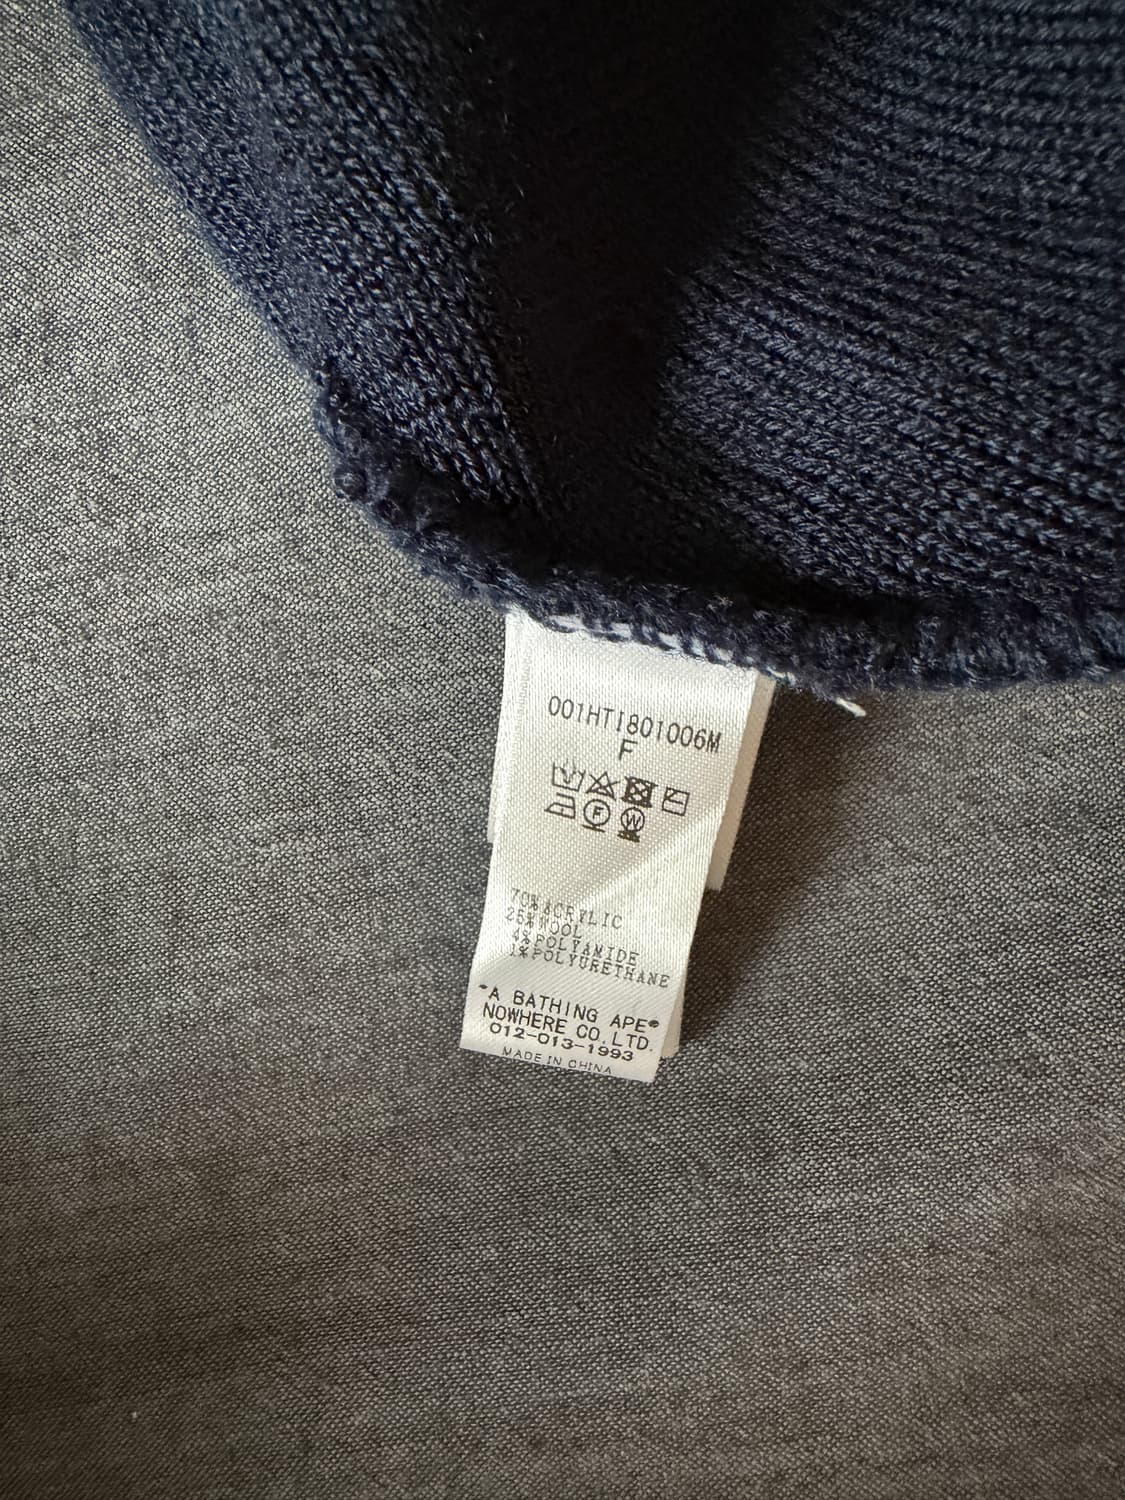 001HTI801006M
F
F W
70% ACRYLIC
25% WOOL
4% POLYAMIDE
1% POLYURETHANE
*A BATHING APE®
NOWHERE CO.LTD.
012-013-1993
MADE IN CHINA